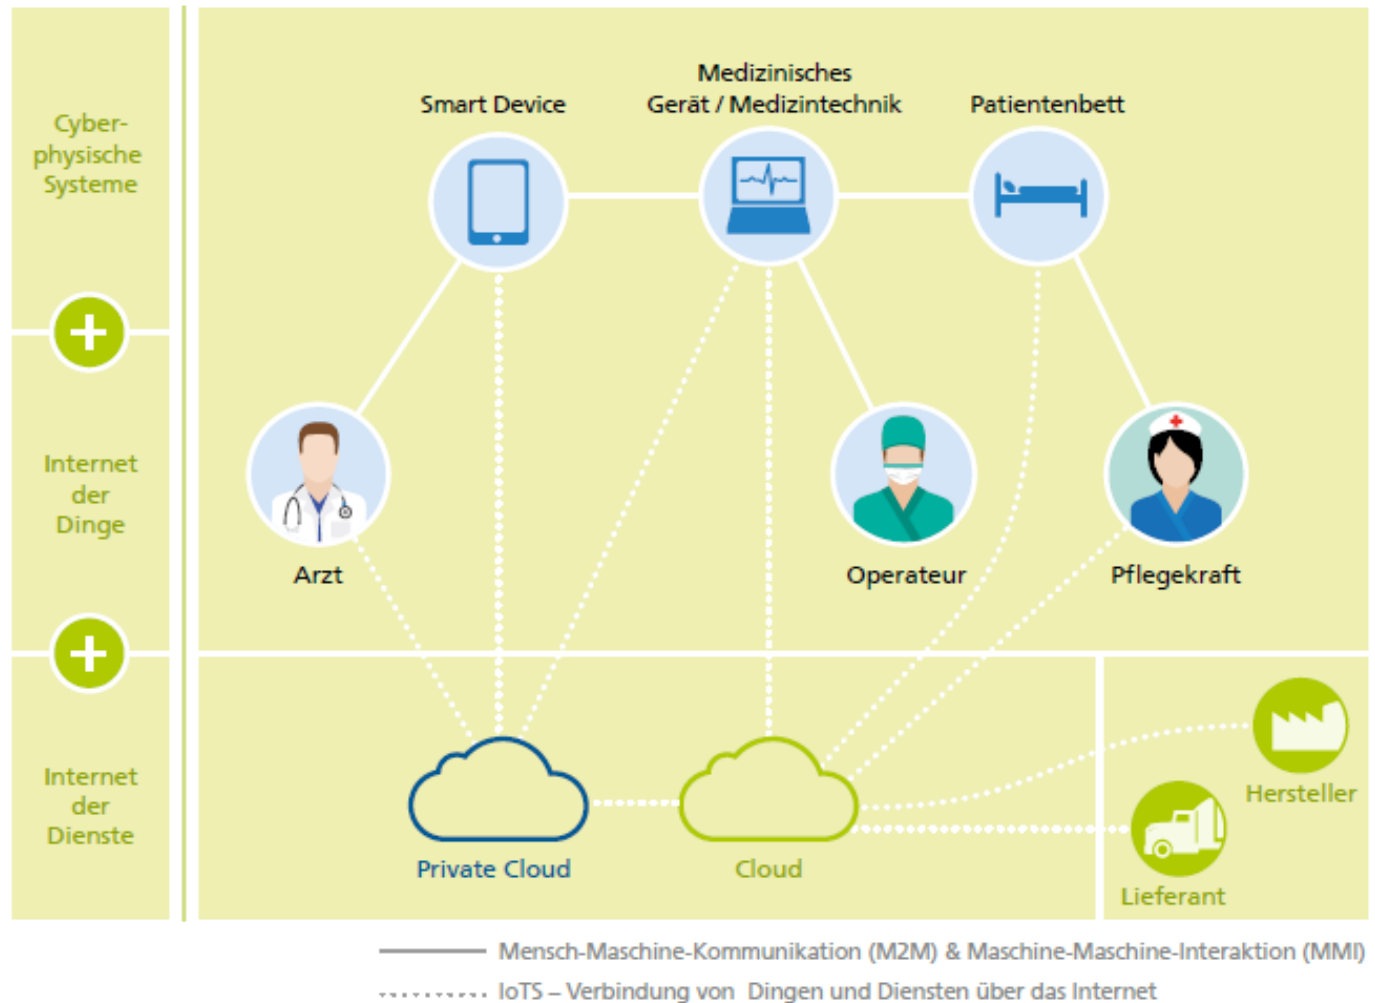 Cyber-
physische
Systeme
Internet
der
Dinge
Internet
der
Dienste
Smart Device
Medizinisches
Gerät / Medizintechnik
Patientenbett
Arzt
Operateur
Pflegekraft
Private Cloud
Cloud
Hersteller
Lieferant
Mensch-Maschine-Kommunikation (M2M) & Maschine-Maschine-Interaktion (MMI)
IoTS – Verbindung von Dingen und Diensten über das Internet